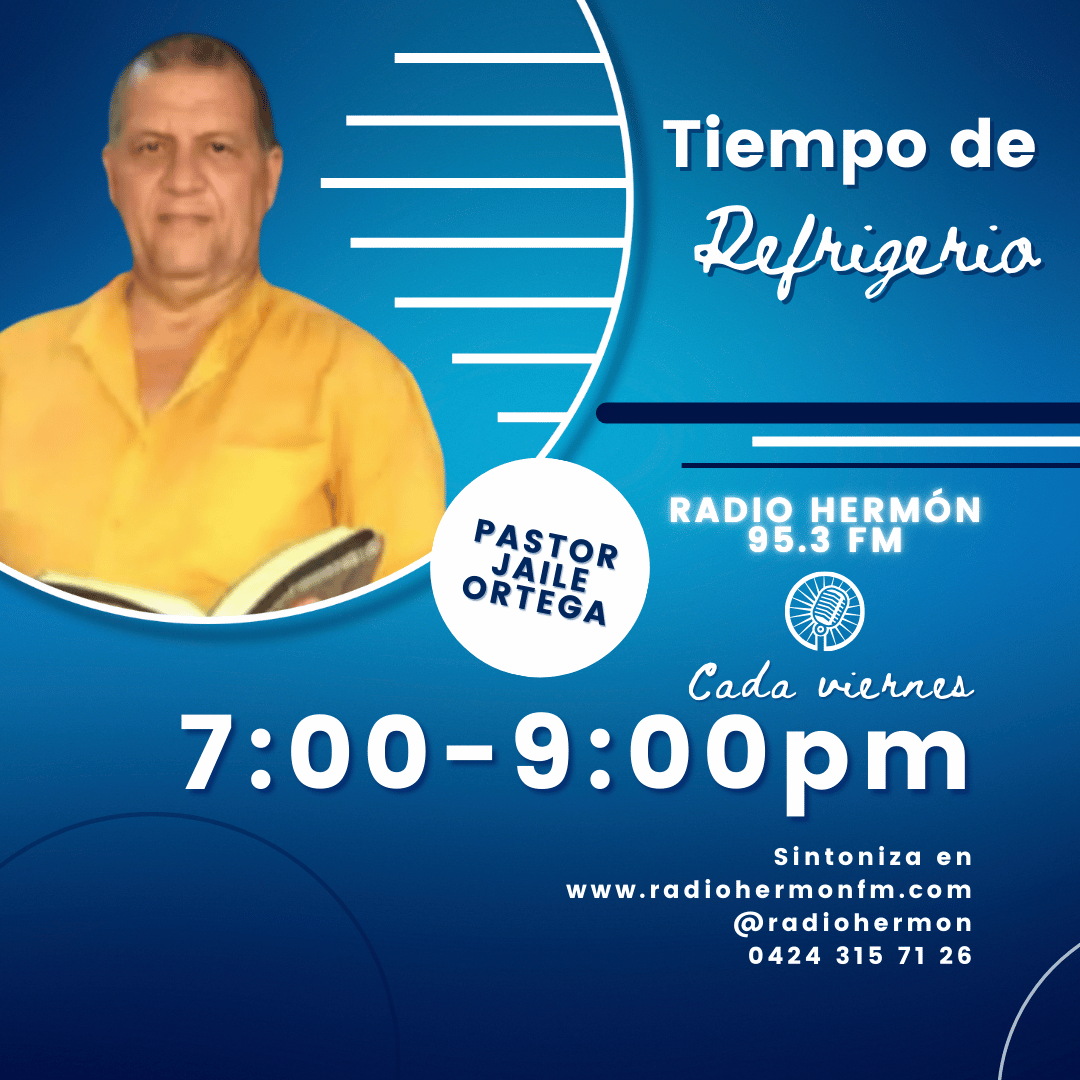 Tiempo de
Refrigerio
RADIO HERMÓN
95.3 FM
PASTOR
JAILE
ORTEGA
Cada viernes
7:00-9:00pm
Sintoniza en
www.radiohermonfm.com
@radiohermon
0424 315 71 26